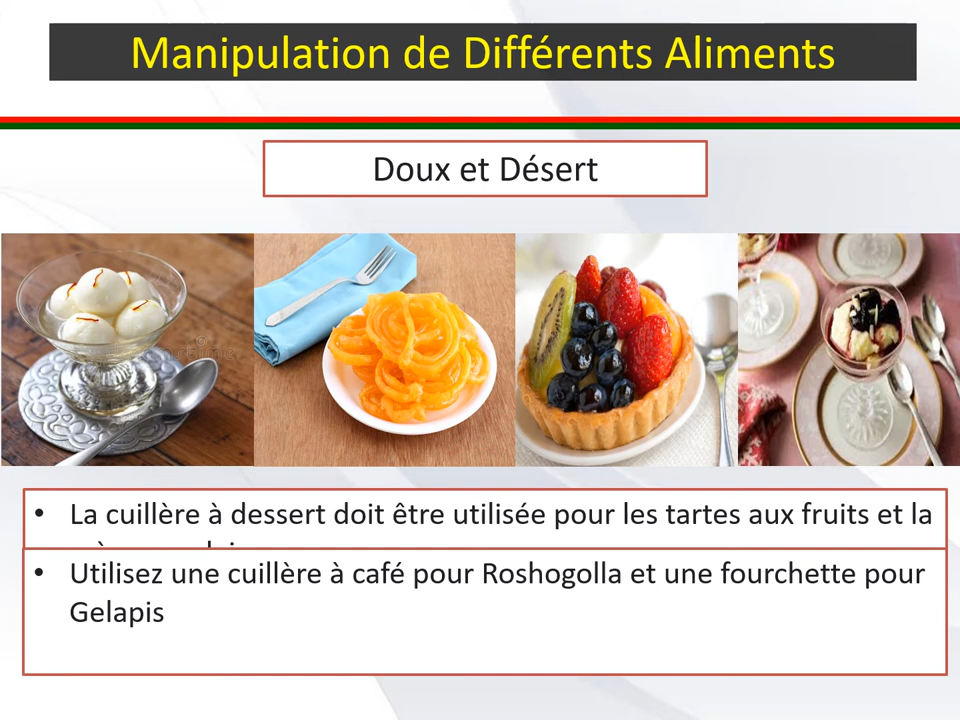 Manipulation de Différents Aliments
Doux et Désert
• La cuillère à dessert doit être utilisée pour les tartes aux fruits et la
• Utilisez une cuillère à café pour Roshogolla et une fourchette pour
Gelapis